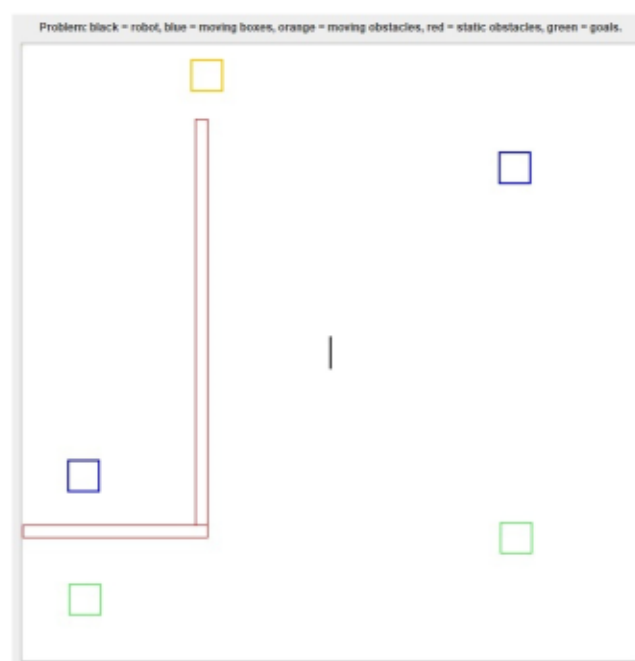 Problem: black = robot, blue = moving boxes, orange = moving obstacles, red = static obstacles, green = goals.